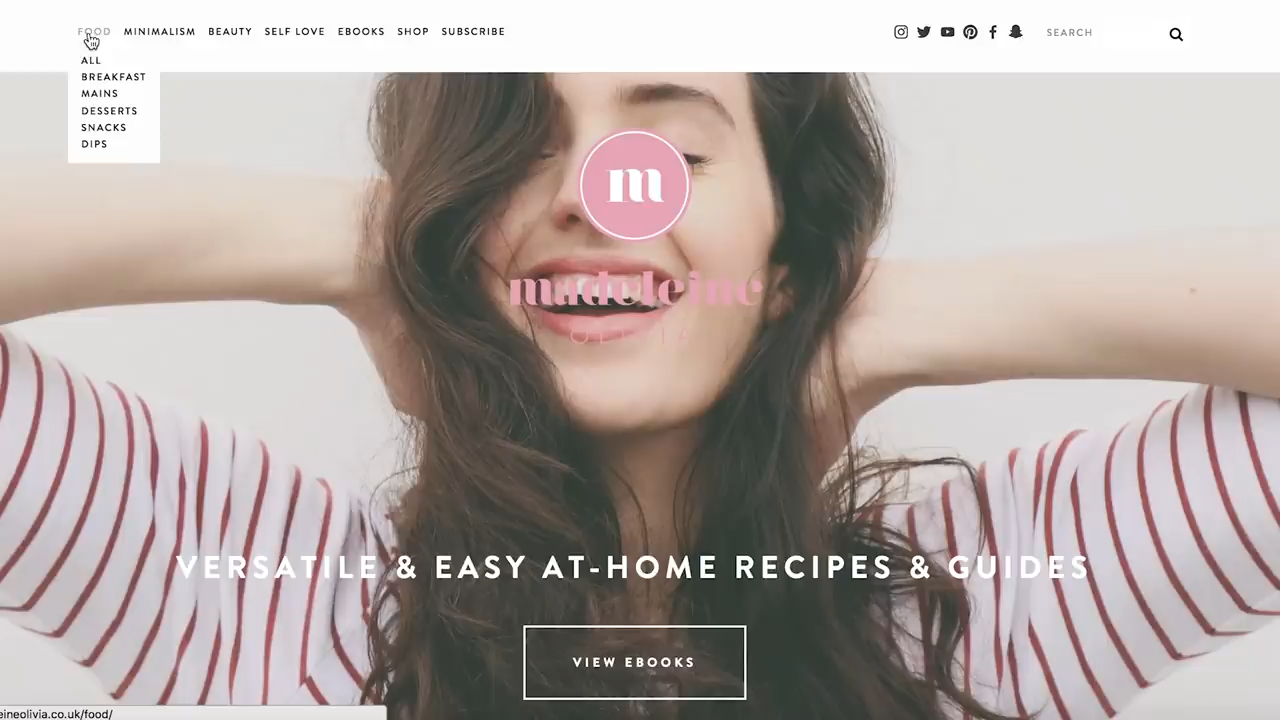 FOOD MINIMALISM BEAUTY SELF LOVE EBOOKS SHOP SUBSCRIBE SEARCH
ALL
BREAKFAST
MAINS
DESSERTS
SNACKS
DIPS
m
madeleine
VERSATILE & EASY AT-HOME RECIPES & GUIDES
VIEW EBOOKS
eineolivia.co.uk/food/